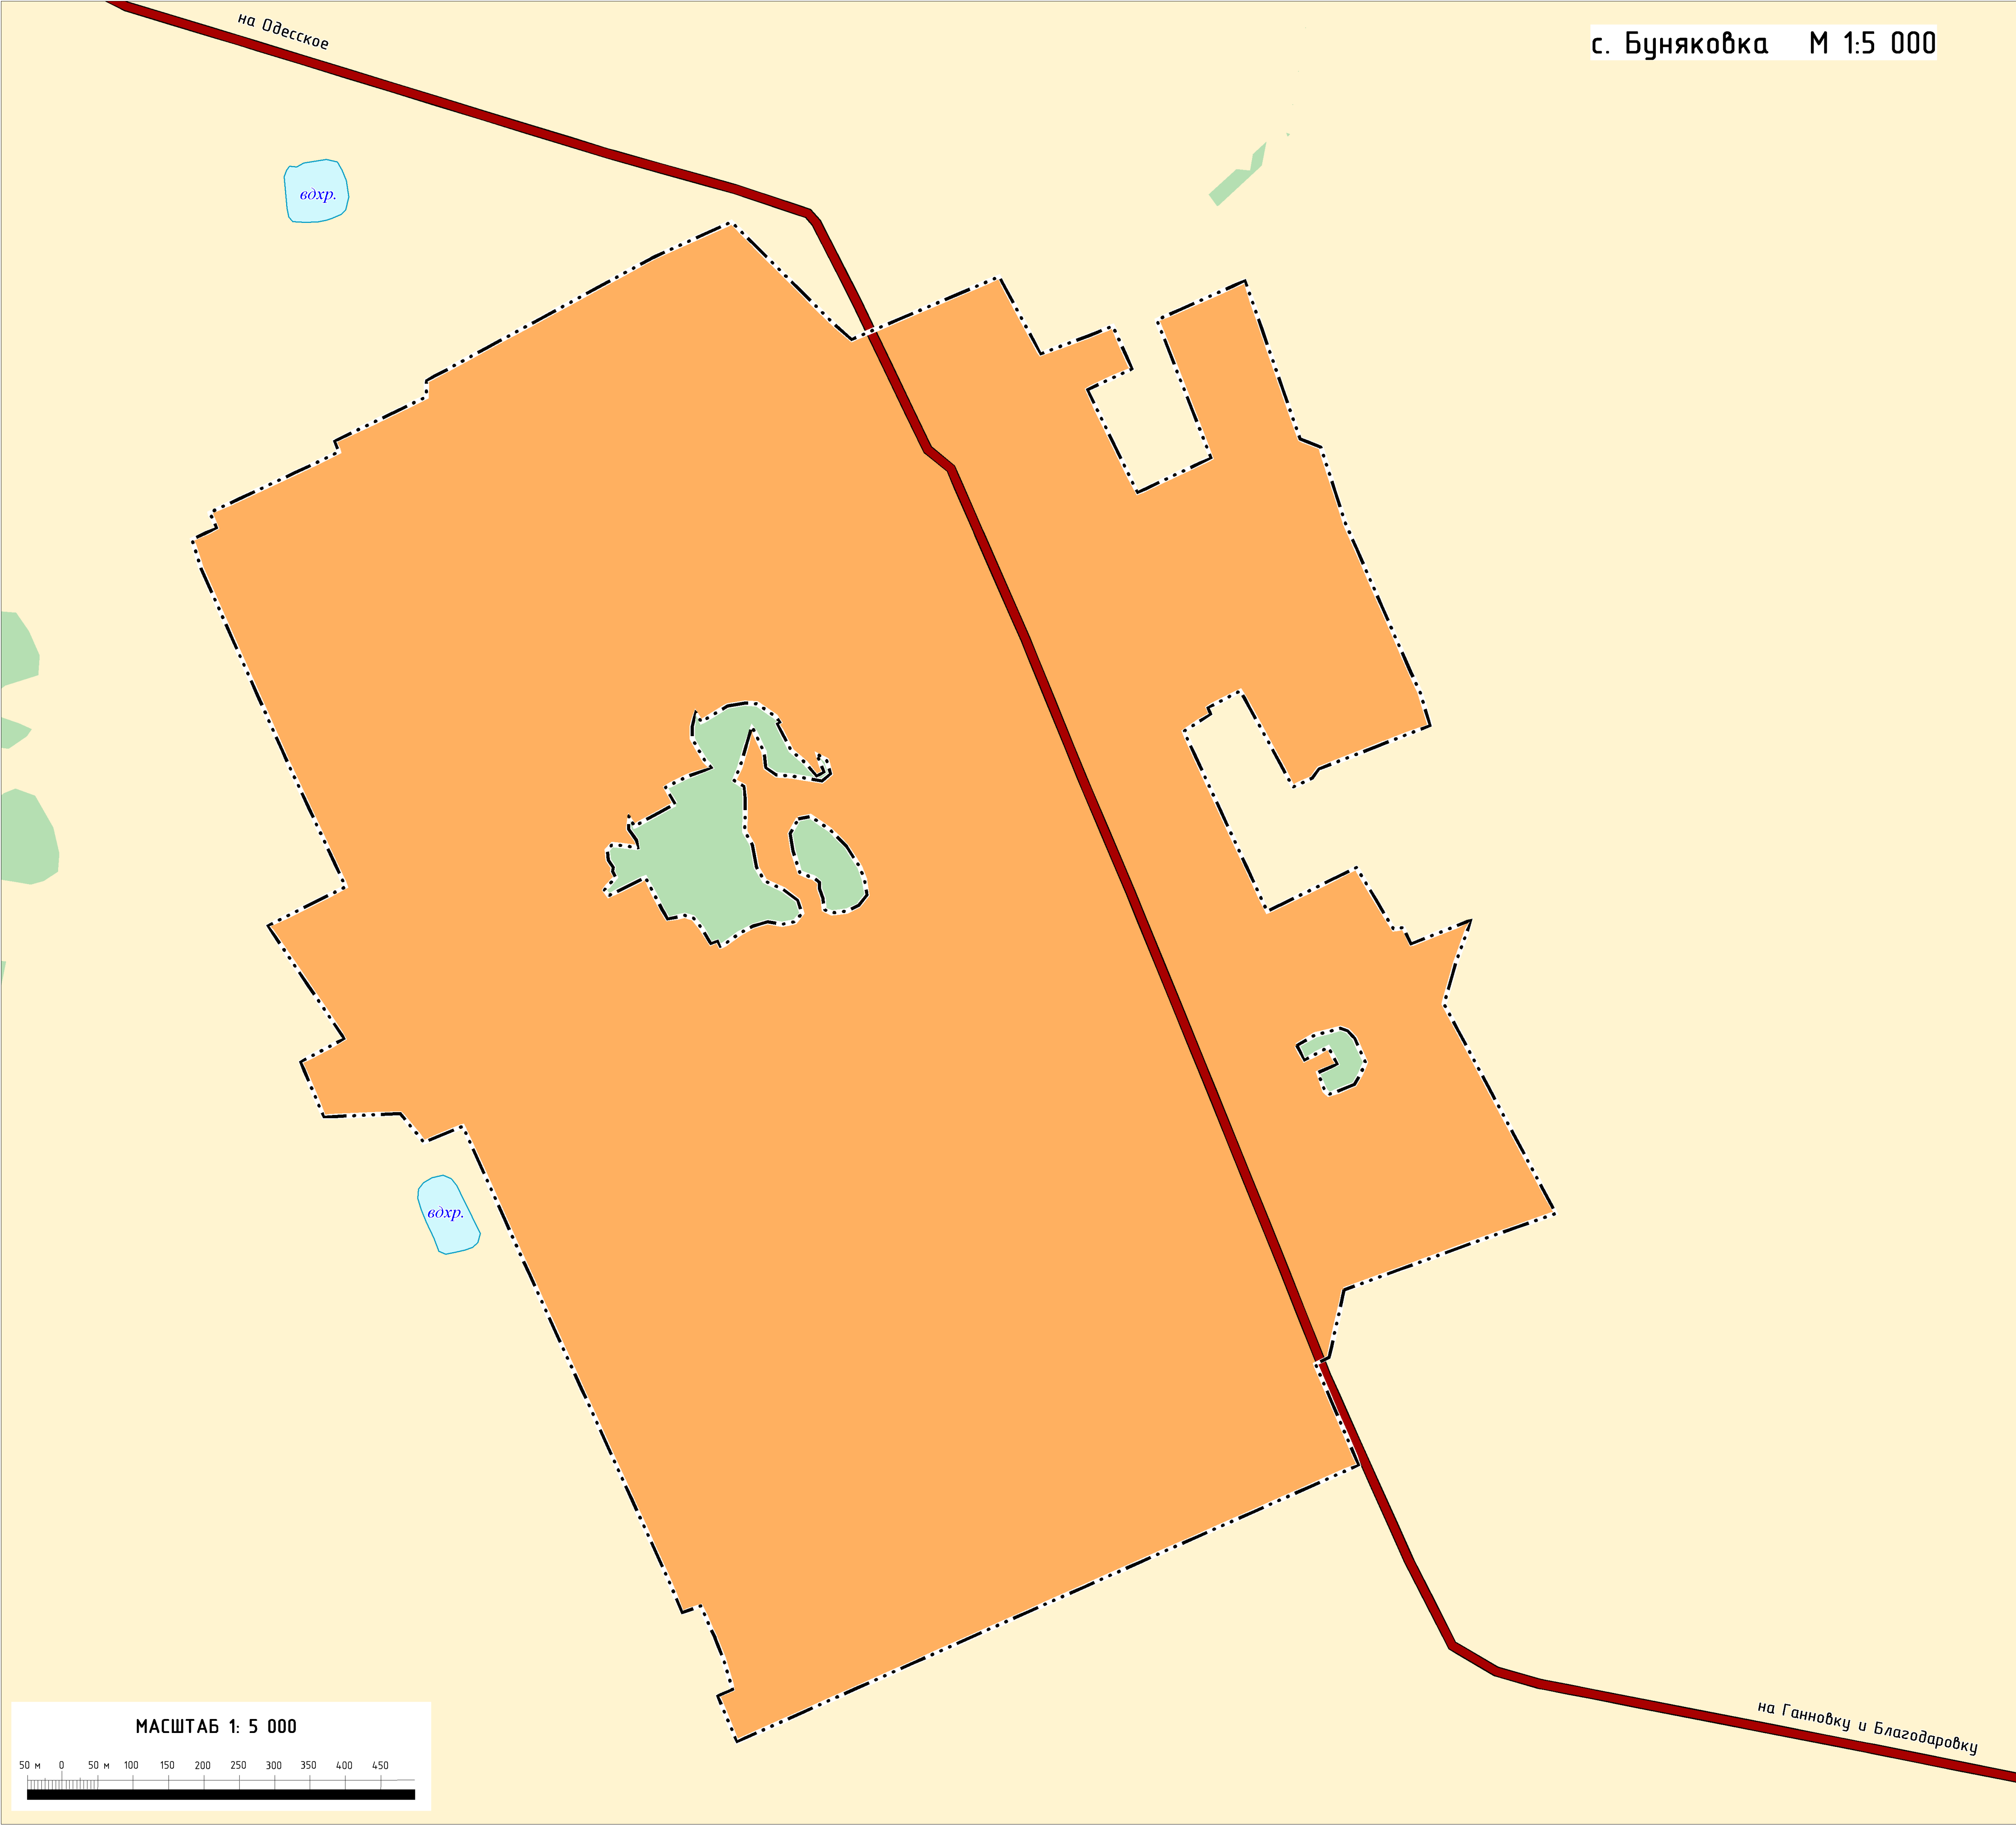 на Одесское
с. Буняковка М 1:5 000
вдхр.
вдхр.
на Ганновку и Благодаровку
МАСШТАБ 1: 5 000
50 м 0 50 м 100 150 200 250 300 350 400 450